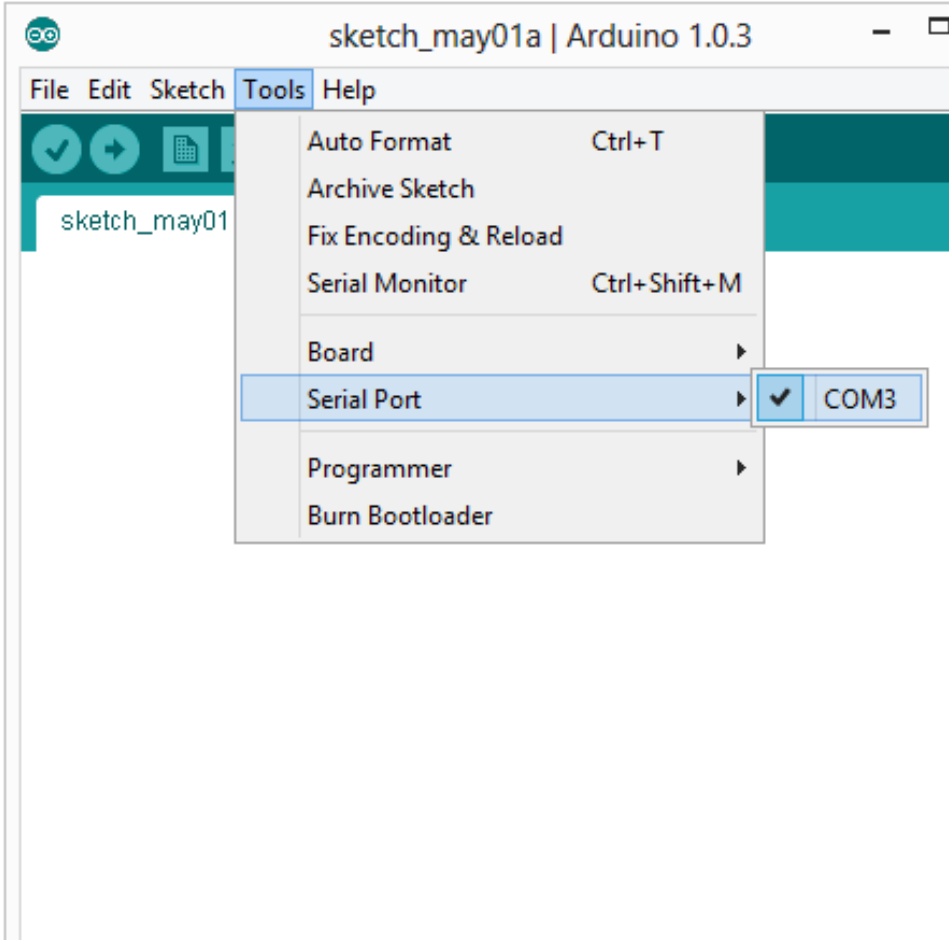 sketch_may01a | Arduino 1.0.3
File Edit Sketch Tools Help
sketch_may01
Auto Format Ctrl+T
Archive Sketch
Fix Encoding & Reload
Serial Monitor Ctrl+Shift+M
Board
Serial Port
COM3
Programmer
Burn Bootloader